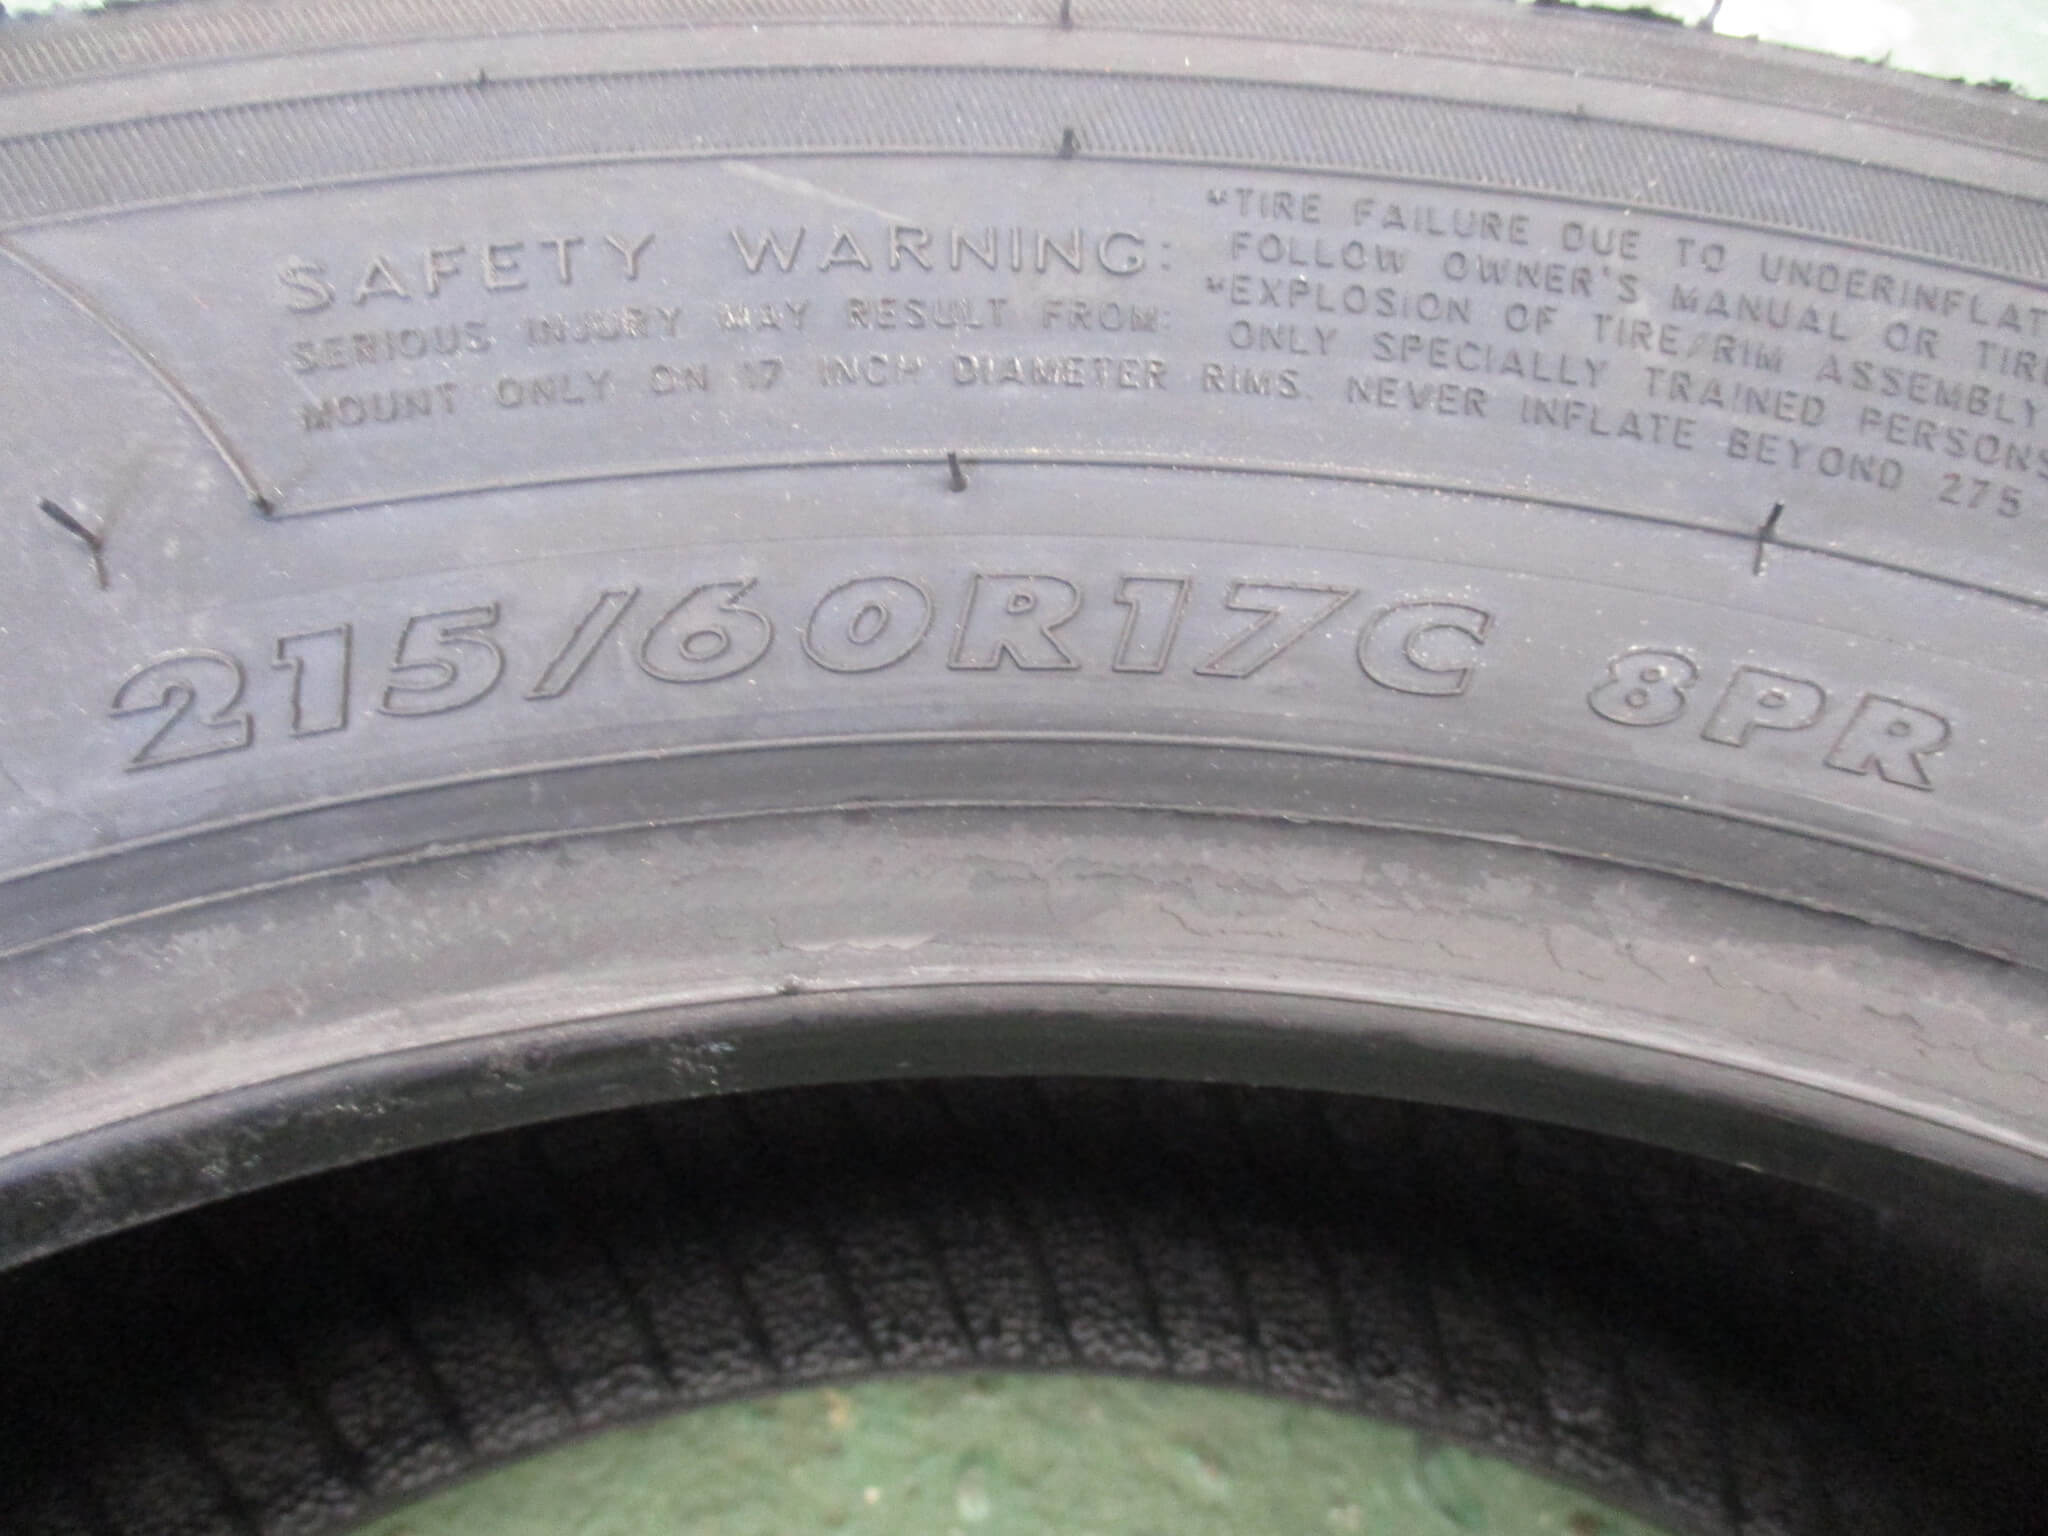 SAFETY WARNING:
SERIOUS INJURY MAY RESULT FROM:
*TIRE FAILURE DUE TO UNDERINFLAT
FOLLOW OWNER'S MANUAL OR TIRE
*EXPLOSION OF TIRE/RIM ASSEMBLY
ONLY SPECIALLY TRAINED PERSONS
MOUNT ONLY ON 17 INCH DIAMETER RIMS. NEVER INFLATE BEYOND 275
215/60R17C 8PR